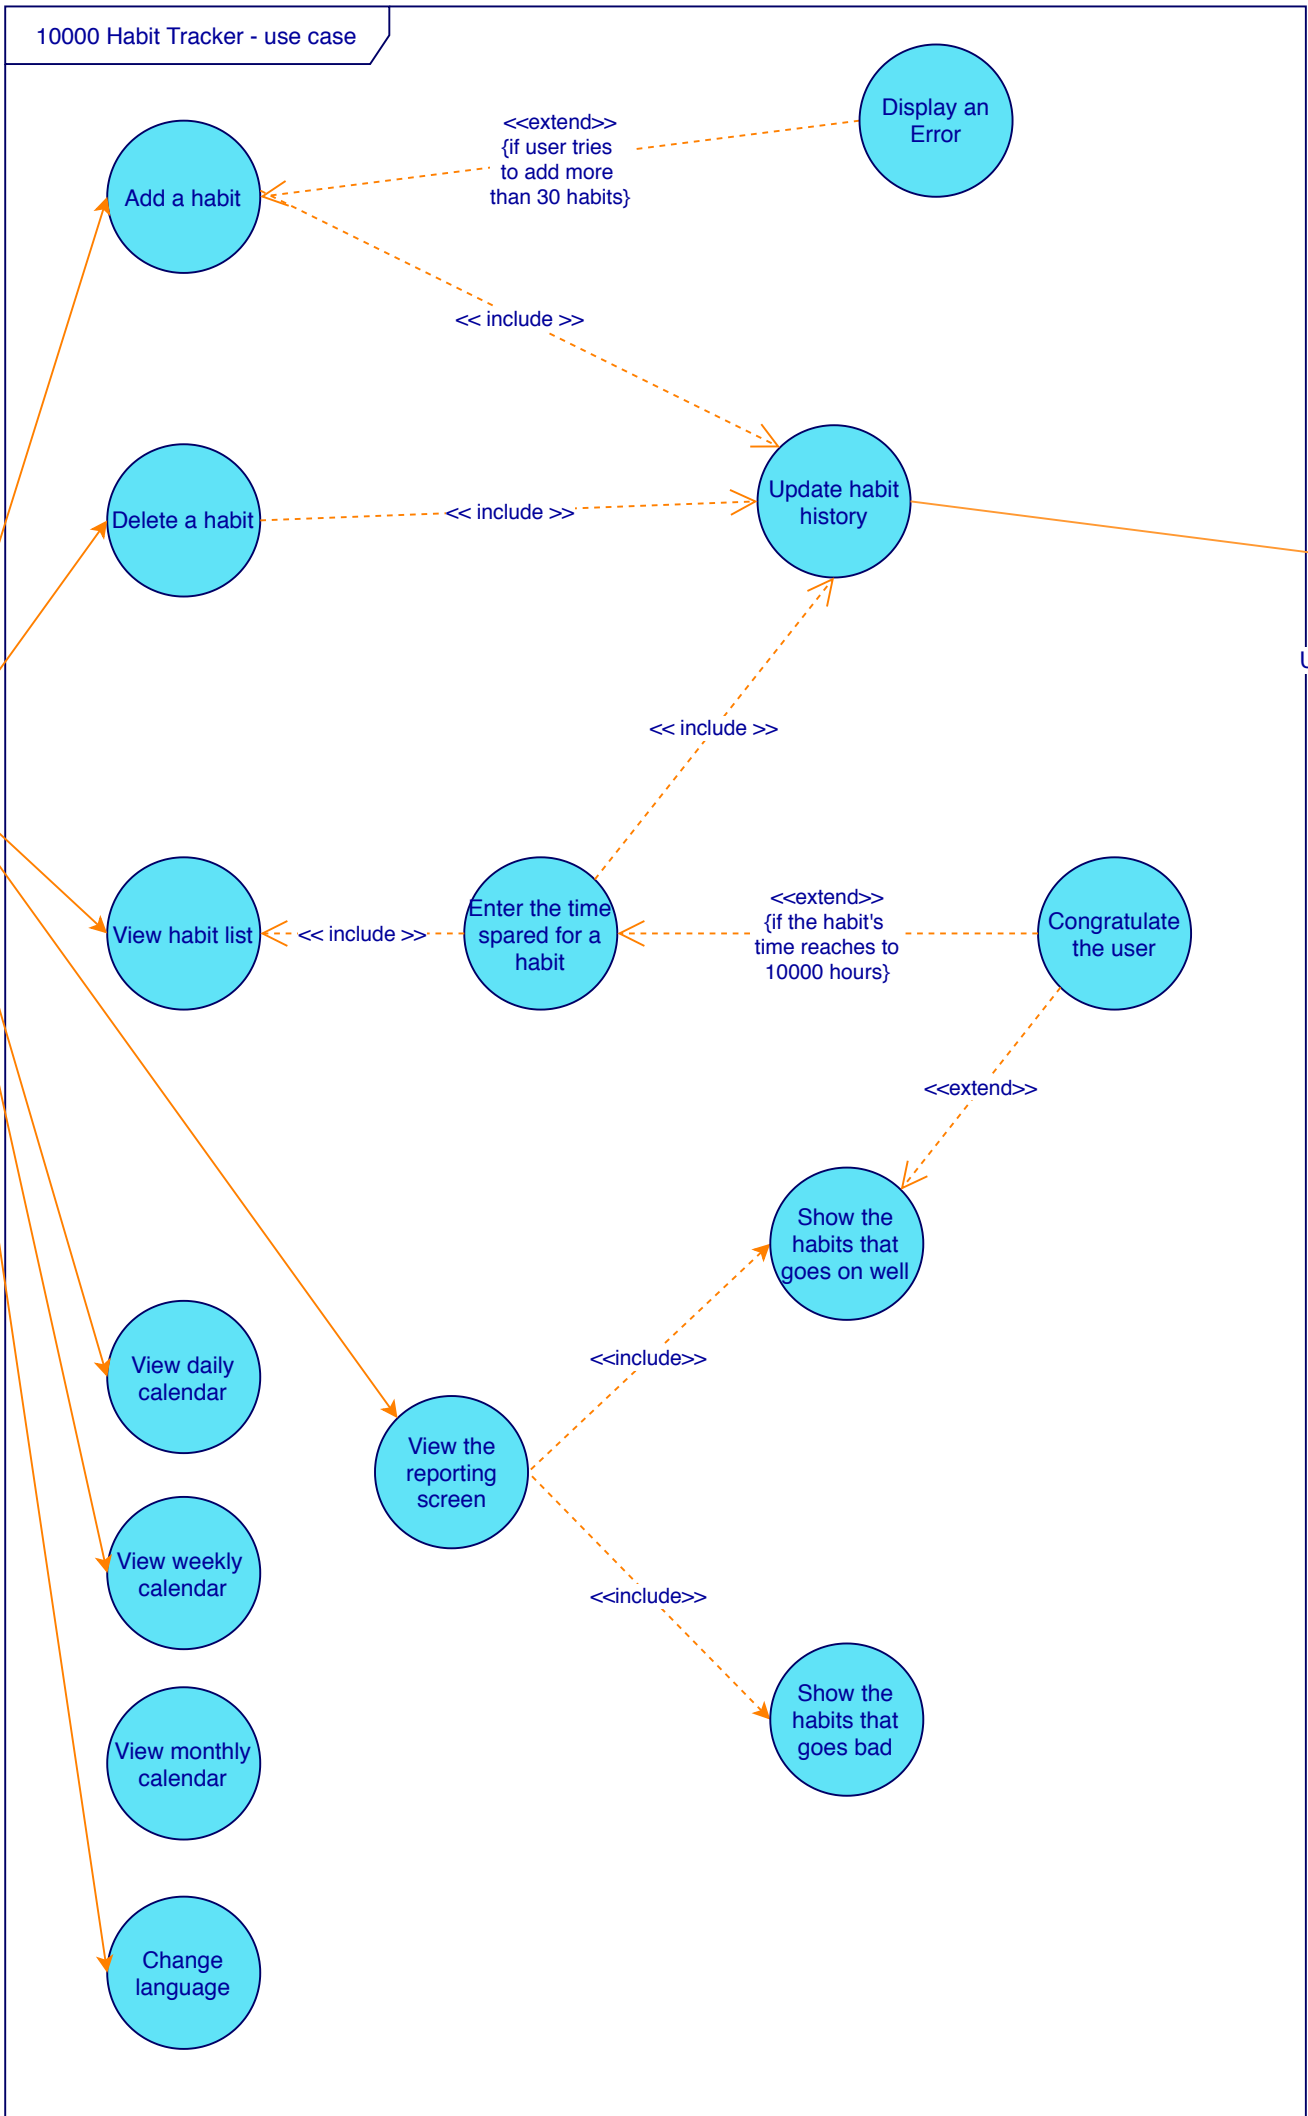 10000 Habit Tracker - use case
Display an
Error
<<extend>>
{if user tries
to add more
than 30 habits}
Add a habit
<< include >>
Delete a habit
<< include >>
Update habit
history
U
<< include >>
View habit list
<< include >>
Enter the time
spared for a
habit
<<extend>>
{if the habit's
time reaches to
10000 hours}
Congratulate
the user
<<extend>>
Show the
habits that
goes on well
<<include>>
View daily
calendar
View the
reporting
screen
View weekly
calendar
<<include>>
Show the
habits that
goes bad
View monthly
calendar
Change
language